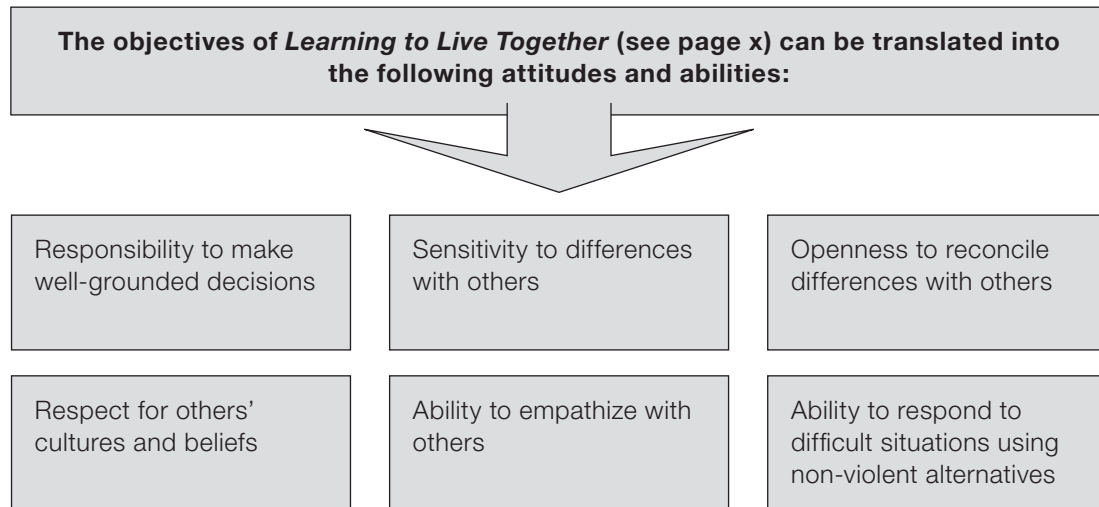 The objectives of Learning to Live Together (see page x) can be translated into
the following attitudes and abilities:
Responsibility to make
well-grounded decisions
Sensitivity to differences
with others
Openness to reconcile
differences with others
Respect for others’
cultures and beliefs
Ability to empathize with
others
Ability to respond to
difficult situations using
non-violent alternatives